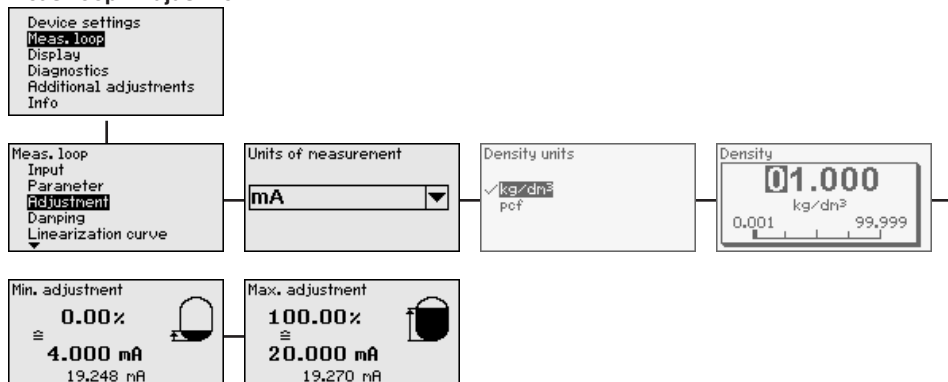 Device settings
Meas. loop
Display
Diagnostics
Additional adjustments
Info
Meas. loop
Input
Parameter
Adjustment
Damping
Linearization curve
Units of measurement
mA
Density units
kg/dm³
pcf
Density
01.000
kg/dm³
0.001 99.999
Min. adjustment
0.00%
≙
4.000 mA
19.248 mA
Max. adjustment
100.00%
≙
20.000 mA
19.270 mA